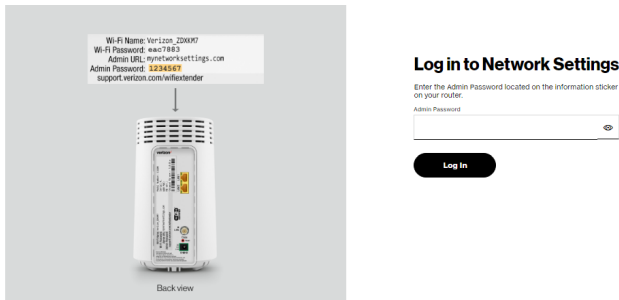 Wi-Fi Name: Verizon_ZDXKM7
Wi-Fi Password: eac7883
Admin URL: mynetworksettings.com
Admin Password: 1234567
support.verizon.com/wifiextender
verizon
Back view
Log in to Network Settings
Enter the Admin Password located on the information sticker
on your router.
Admin Password
Log In